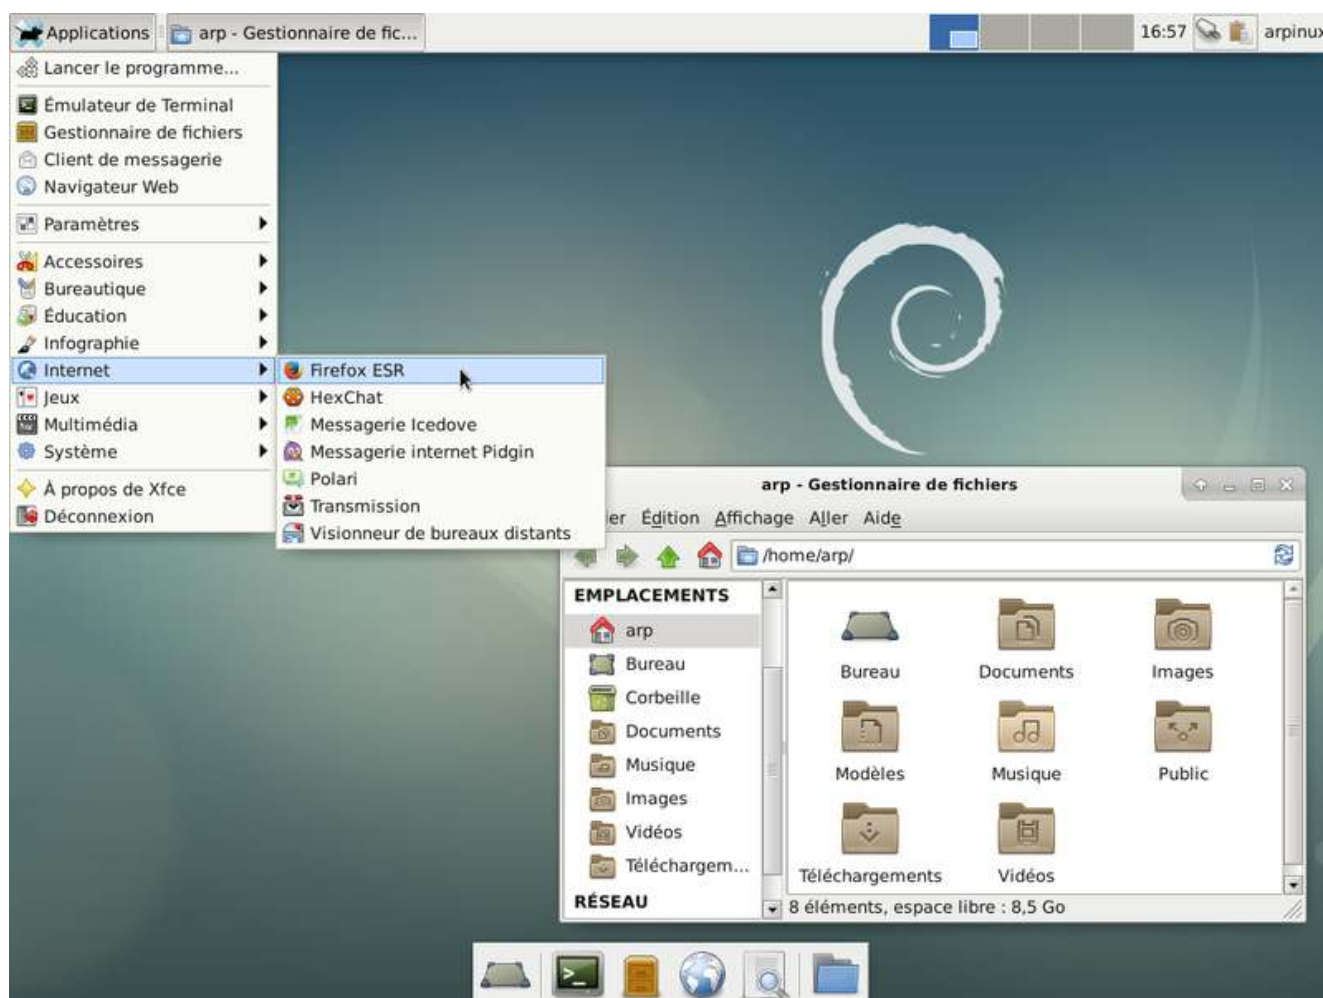 Applications
arp - Gestionnaire de fic...
16:57
arpinux
Lancer le programme...
Émulateur de Terminal
Gestionnaire de fichiers
Client de messagerie
Navigateur Web
Paramètres
Accessoires
Bureautique
Éducation
Infographie
Internet
Jeux
Multimédia
Système
À propos de Xfce
Déconnexion
Firefox ESR
HexChat
Messagerie Icedove
Messagerie internet Pidgin
Polari
Transmission
Visionneur de bureaux distants
arp - Gestionnaire de fichiers
ier Édition Affichage Aller Aide
/home/arp/
EMPLACEMENTS
arp
Bureau
Corbeille
Documents
Musique
Images
Vidéos
Téléchargem...
RÉSEAU
Bureau
Documents
Images
Modèles
Musique
Public
Téléchargements
Vidéos
8 éléments, espace libre : 8,5 Go